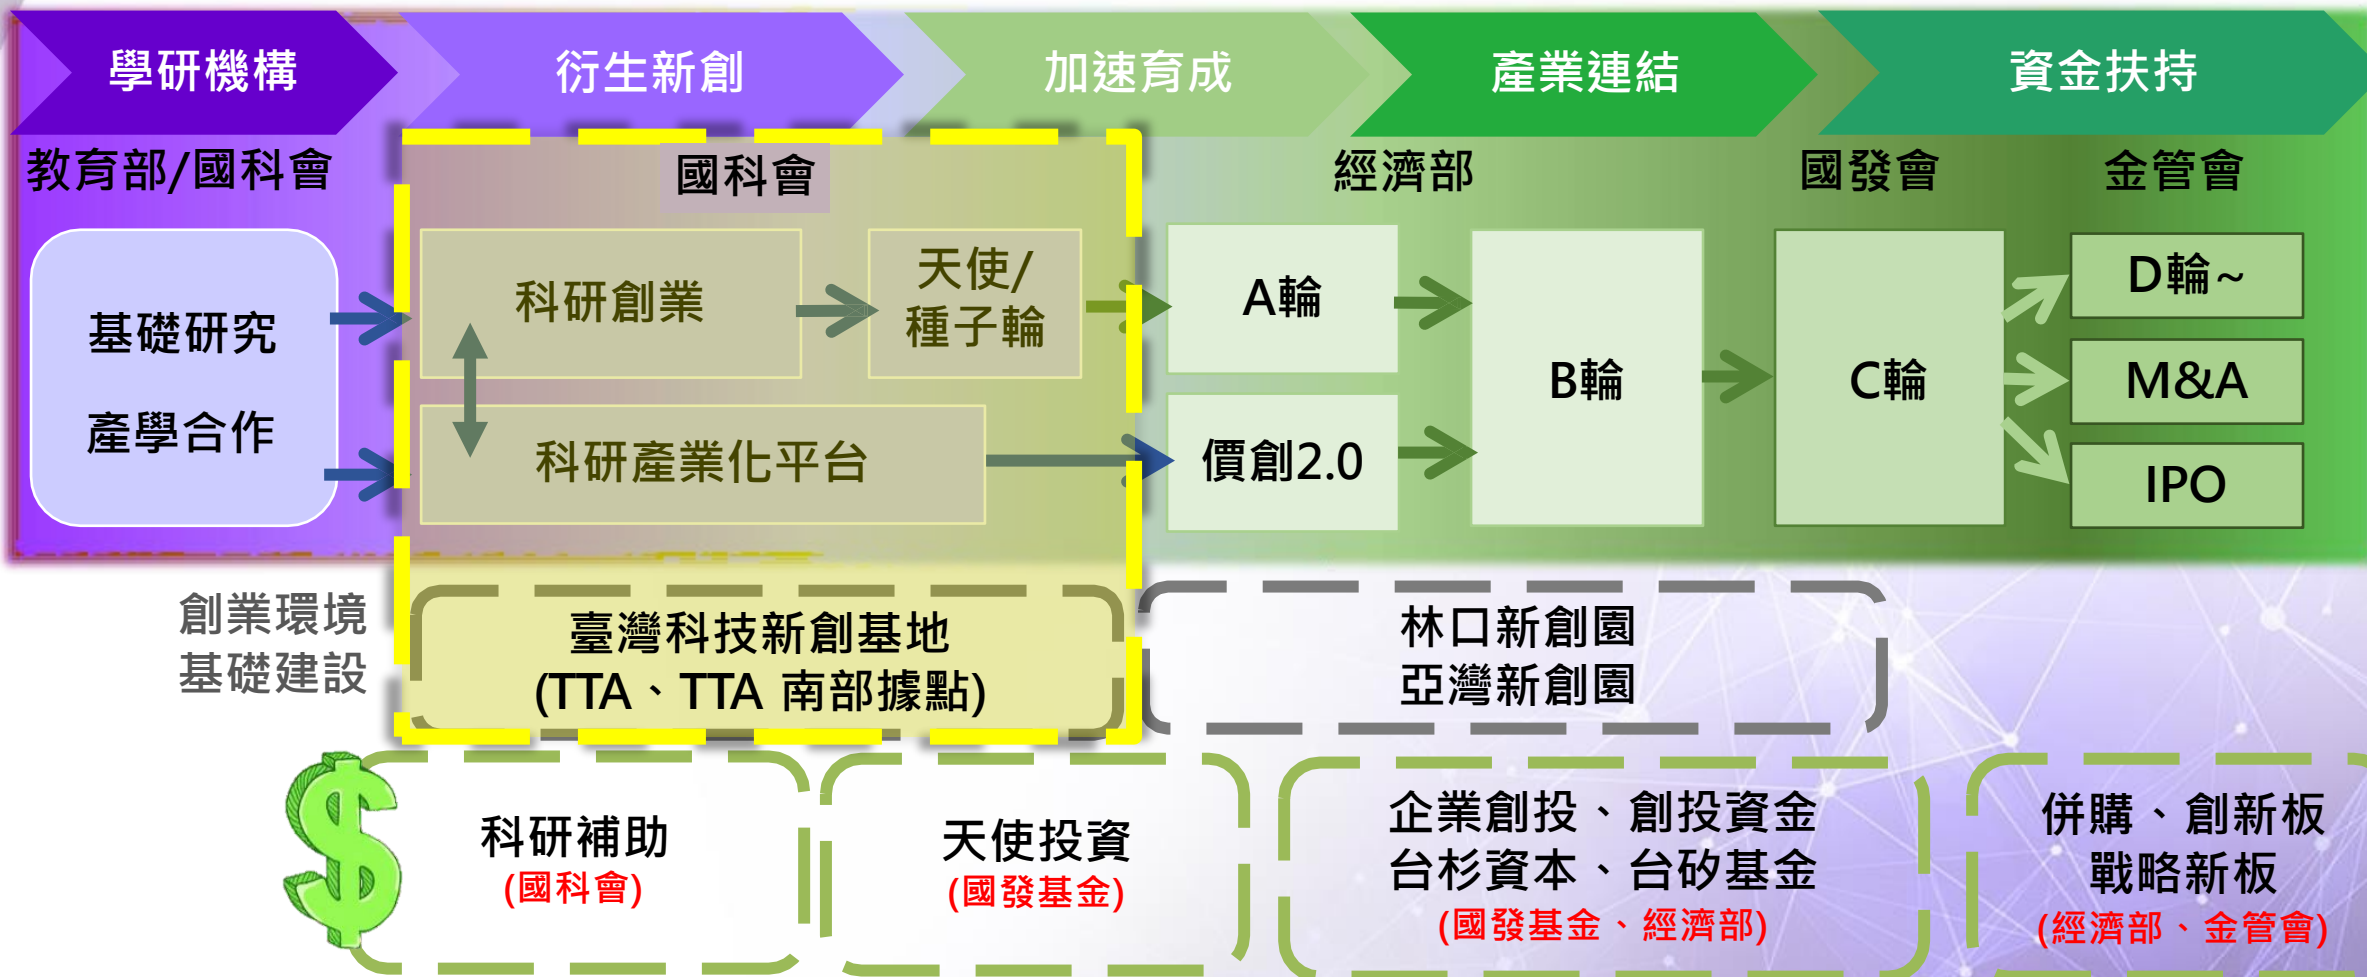 學研機構
衍生新創
加速育成
產業連結
資金扶持
教育部/國科會
國科會
經濟部
國發會
金管會
基礎研究
產學合作
科研創業
天使/
種子輪
科研產業化平台
A輪
價創2.0
B輪
C輪
D輪~
M&A
IPO
創業環境
基礎建設
臺灣科技新創基地
(TTA、TTA 南部據點)
林口新創園
亞灣新創園
$
科研補助
(國科會)
天使投資
(國發基金)
企業創投、創投資金
台杉資本、台矽基金
(國發基金、經濟部)
併購、創新板
戰略新板
(經濟部、金管會)